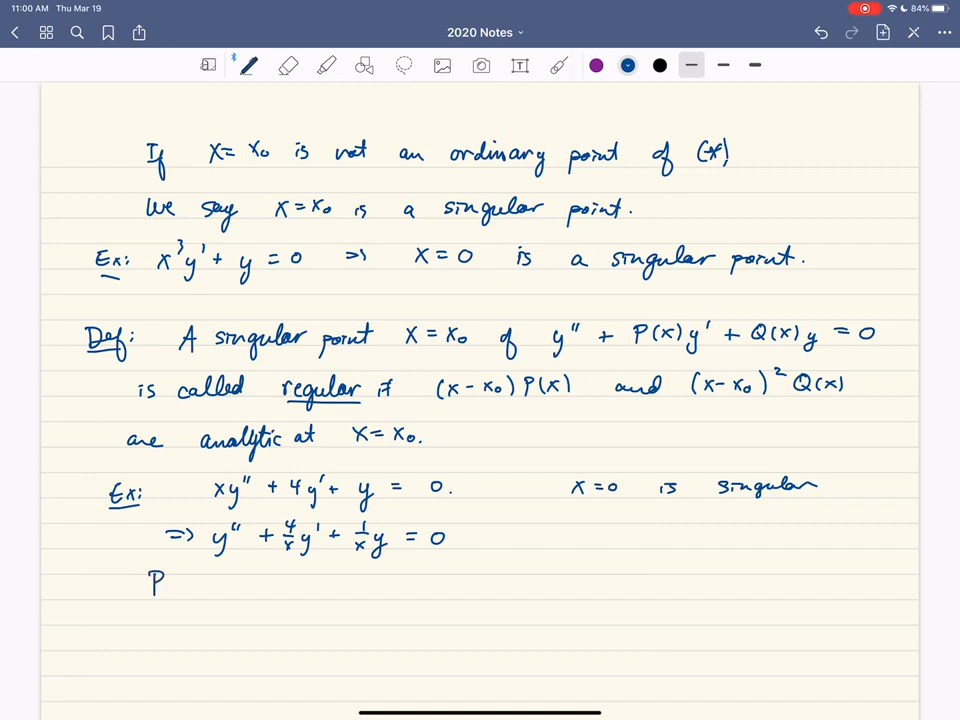 11:00 AM Thu Mar 19
84%
2020 Notes
T
If x = x₀ is not an ordinary point of (*)
We say x = x₀ is a singular point.
Ex: x³y' + y = 0 ⇒ x = 0 is a singular point.
Def: A singular point x = x₀ of y'' + P(x)y' + Q(x)y = 0
is called regular if (x - x₀)P(x) and (x - x₀)²Q(x)
are analytic at x = x₀.
Ex: xy'' + 4y' + y = 0. x = 0 is singular
⇒ y'' + 4/x y' + 1/x y = 0
P